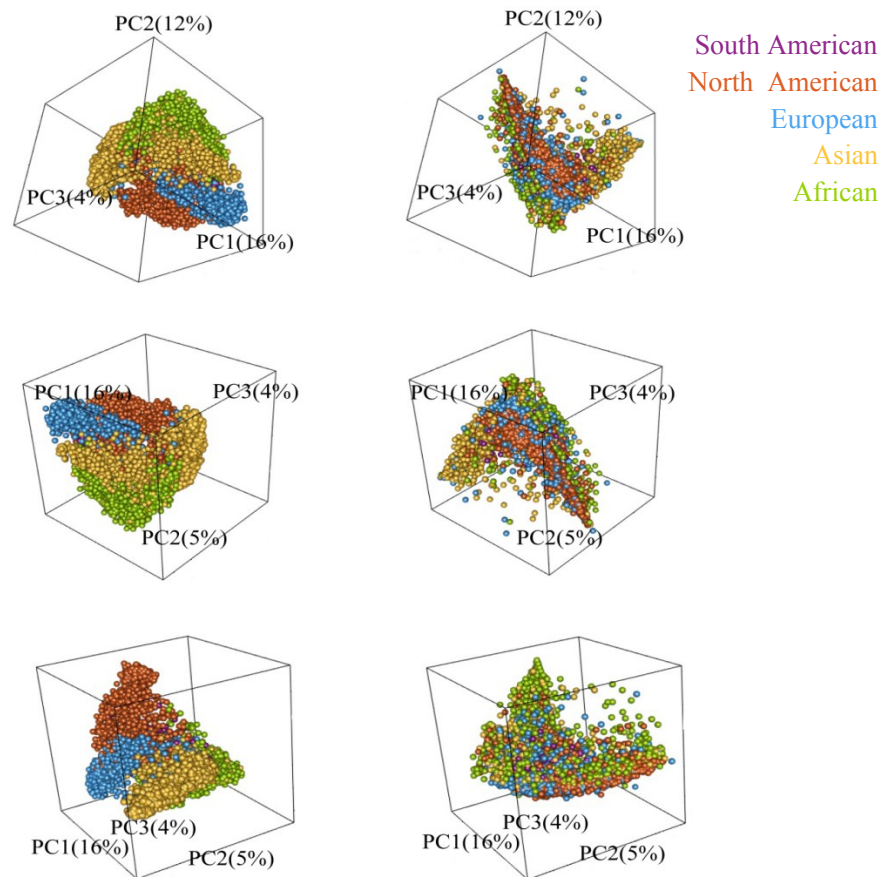 PC2(12%)
PC3(4%)
PC1(16%)
PC2(12%)
PC3(4%)
PC1(16%)
South American
North American
European
Asian
African
PC1(16%)
PC3(4%)
PC2(5%)
PC1(16%)
PC3(4%)
PC2(5%)
PC3(4%)
PC1(16%)
PC2(5%)
PC3(4%)
PC1(16%)
PC2(5%)